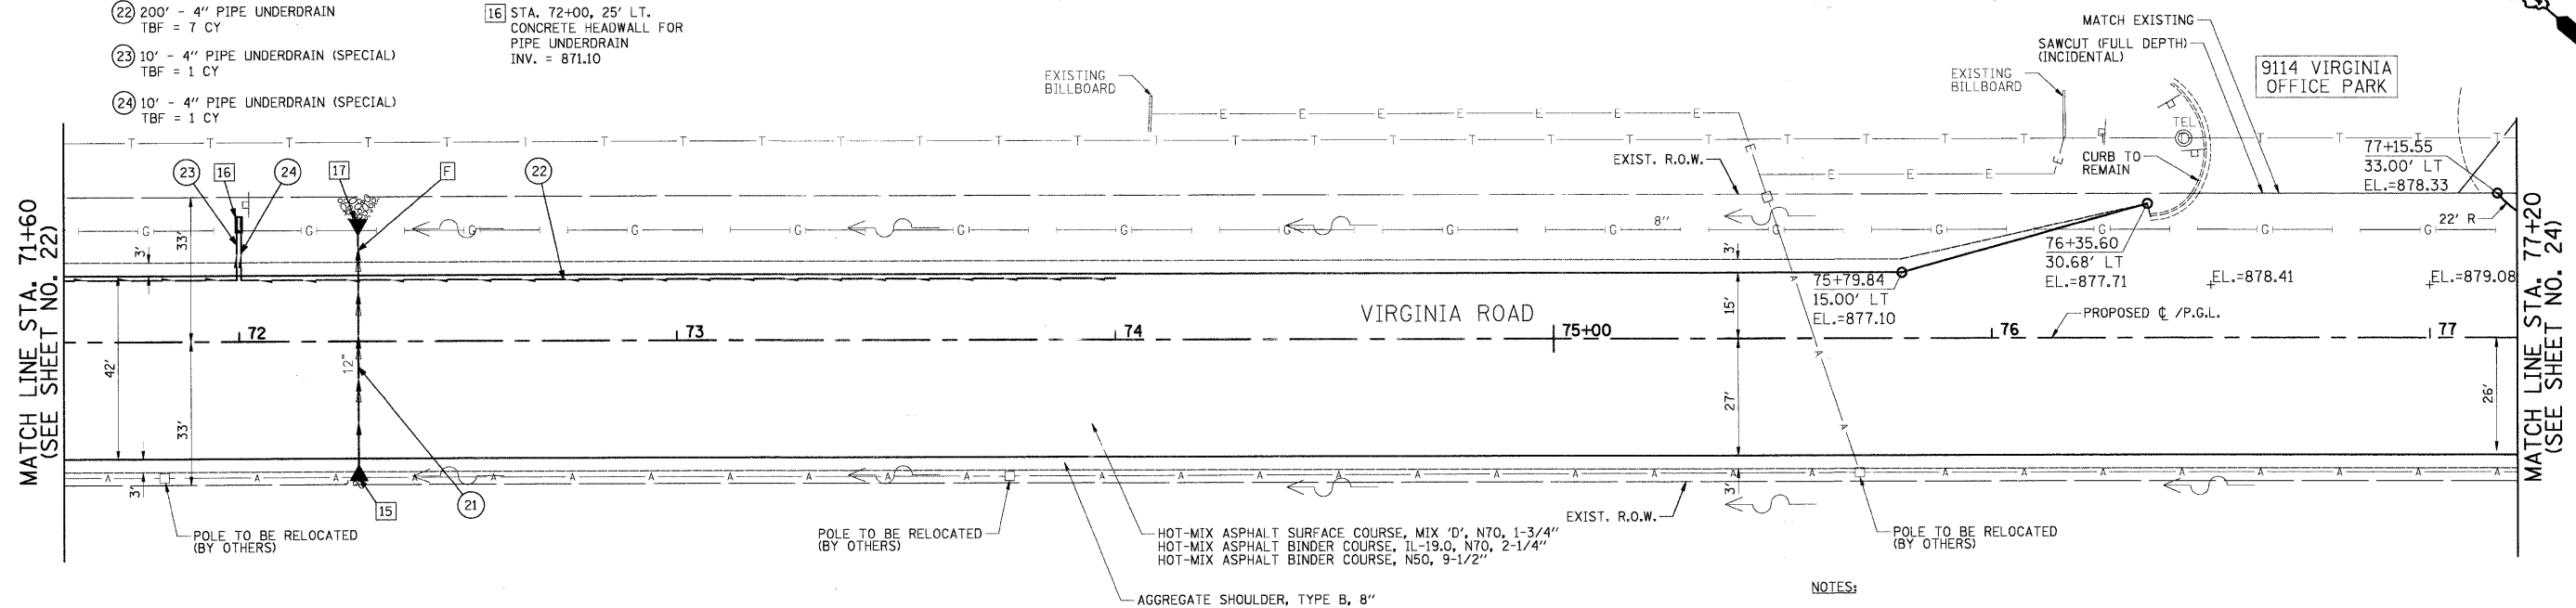 22 200' - 4" PIPE UNDERDRAIN
TBF = 7 CY
23 10' - 4" PIPE UNDERDRAIN (SPECIAL)
TBF = 1 CY
24 10' - 4" PIPE UNDERDRAIN (SPECIAL)
TBF = 1 CY
16 STA. 72+00, 25' LT.
CONCRETE HEADWALL FOR
PIPE UNDERDRAIN
INV. = 871.10
EXISTING
BILLBOARD
EXISTING
BILLBOARD
MATCH EXISTING
SAWCUT (FULL DEPTH)
(INCIDENTAL)
9114 VIRGINIA
OFFICE PARK
E E E E E E
T T T T T T T T T T T T T T T T T T T T T T T T T T T T T T
TEL
EXIST. R.O.W.
E
E E E E
CURB TO
REMAIN
77+15.55
33.00' LT
EL.=878.33
22' R
23
16
24
17
F
22
G G G G G G G G G G G G G G G
8"
33'
3'
3'
76+35.60
30.68' LT
EL.=877.71
75+79.84
15.00' LT
EL.=877.10
EL.=878.41
EL.=879.08
15'
VIRGINIA ROAD
PROPOSED ℄ /P.G.L.
72
73
74
75+00
76
77
MATCH LINE STA. 71+60
(SEE SHEET NO. 22)
MATCH LINE STA. 77+20
(SEE SHEET NO. 24)
42'
33'
12"
27'
26'
A A A A
3'
3'
A A A A A A A A A A A A A A A A A A A A A A A A A A A A A A
15
21
POLE TO BE RELOCATED
(BY OTHERS)
POLE TO BE RELOCATED
(BY OTHERS)
EXIST. R.O.W.
POLE TO BE RELOCATED
(BY OTHERS)
HOT-MIX ASPHALT SURFACE COURSE, MIX 'D', N70, 1-3/4"
HOT-MIX ASPHALT BINDER COURSE, IL-19.0, N70, 2-1/4"
HOT-MIX ASPHALT BINDER COURSE, N50, 9-1/2"
AGGREGATE SHOULDER, TYPE B, 8"
NOTES: